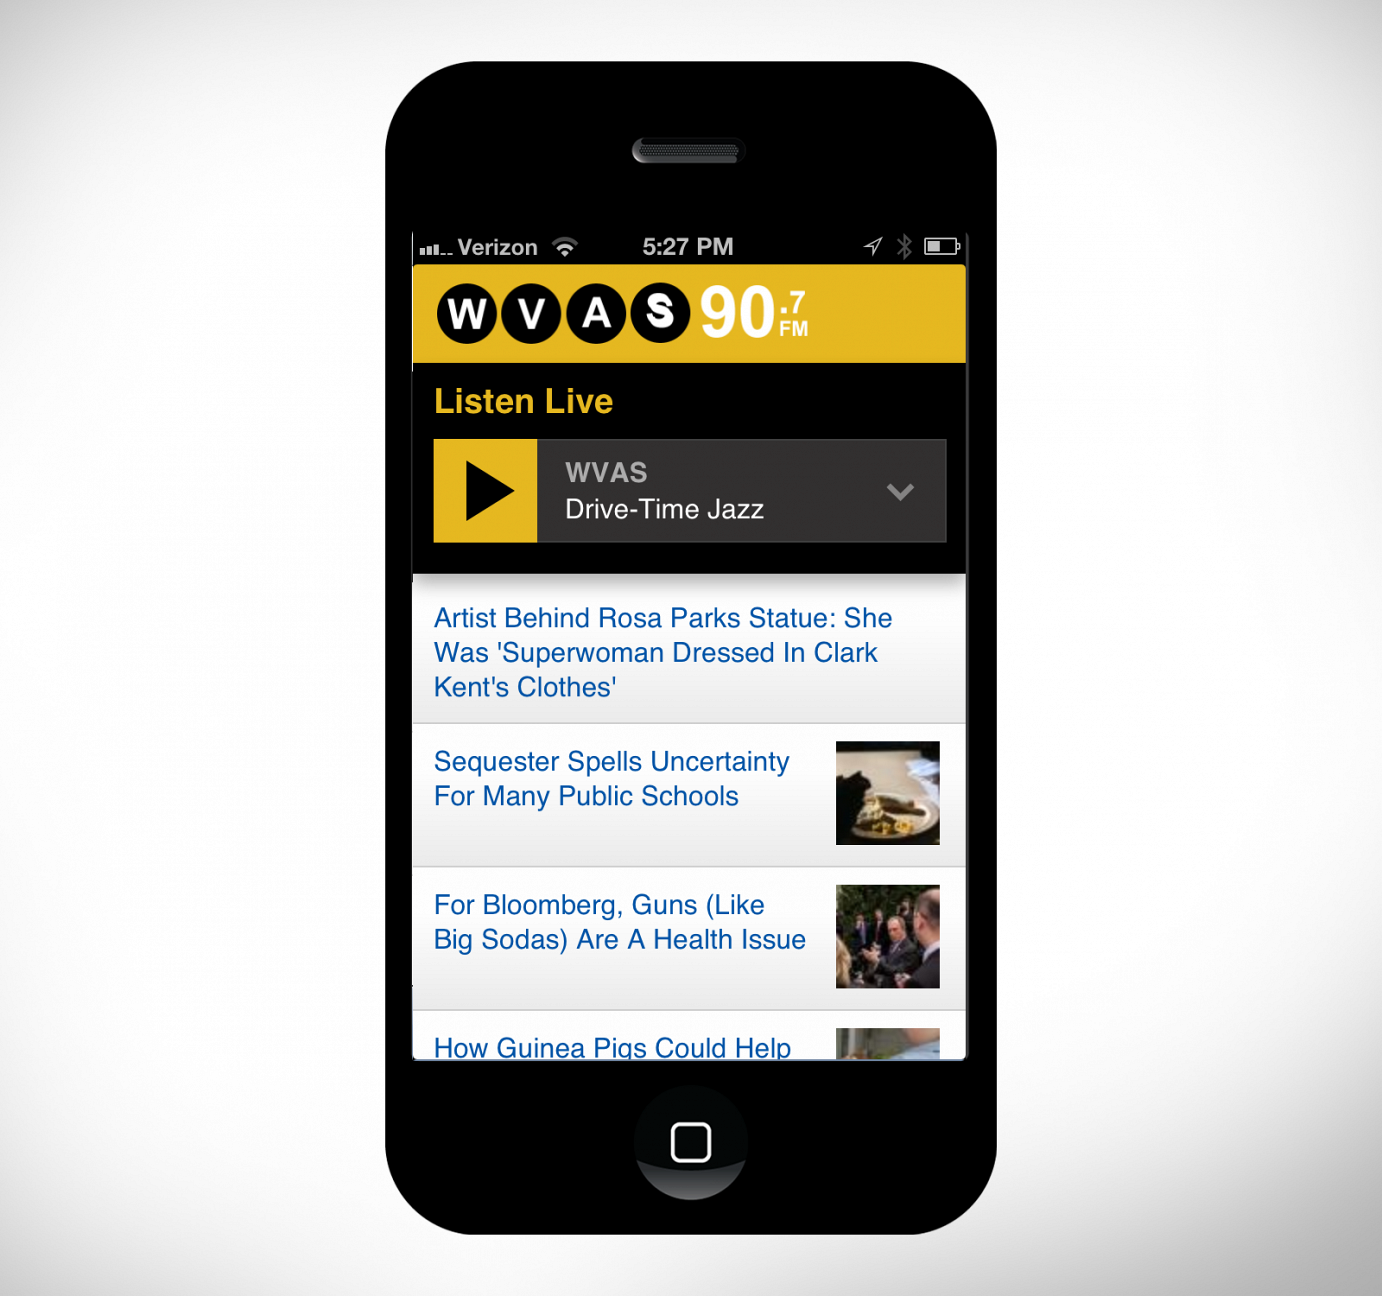 Verizon 5:27 PM
WVAS 90.7 FM
Listen Live
WVAS
Drive-Time Jazz
Artist Behind Rosa Parks Statue: She
Was 'Superwoman Dressed In Clark
Kent's Clothes'
Sequester Spells Uncertainty
For Many Public Schools
For Bloomberg, Guns (Like
Big Sodas) Are A Health Issue
How Guinea Pigs Could Help